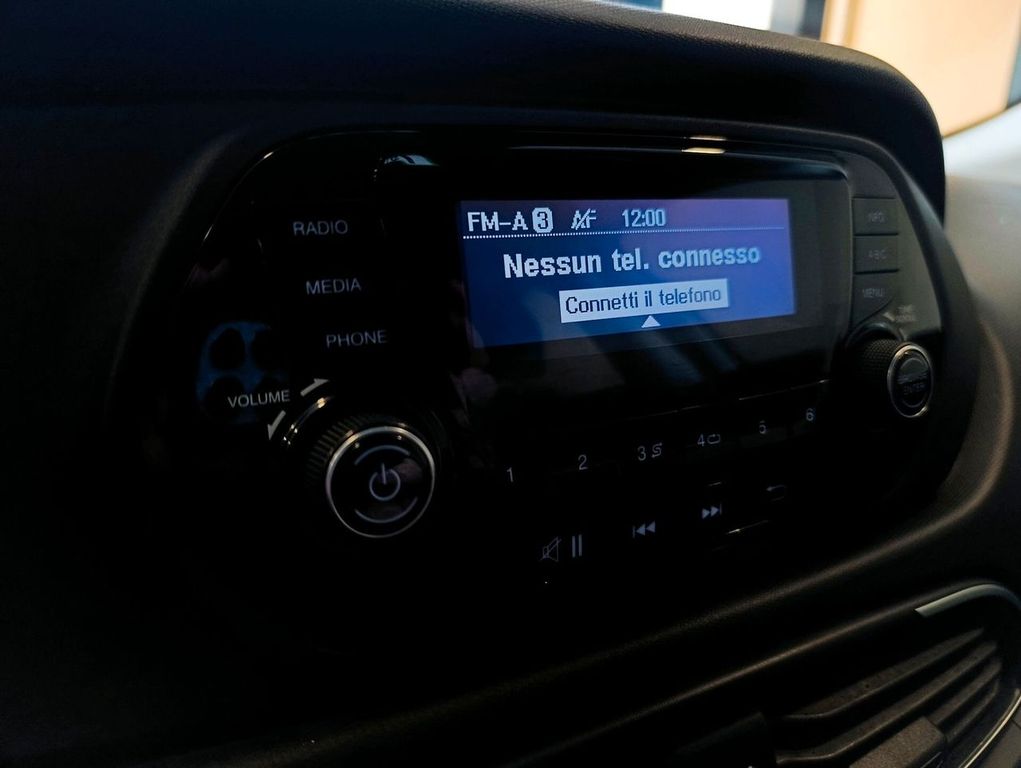 FM-A 3 AF 12:00
Nessun tel. connesso
Connetti il telefono
RADIO
MEDIA
PHONE
VOLUME
INFO
ABC
MENU
1 2 3 4 5 6